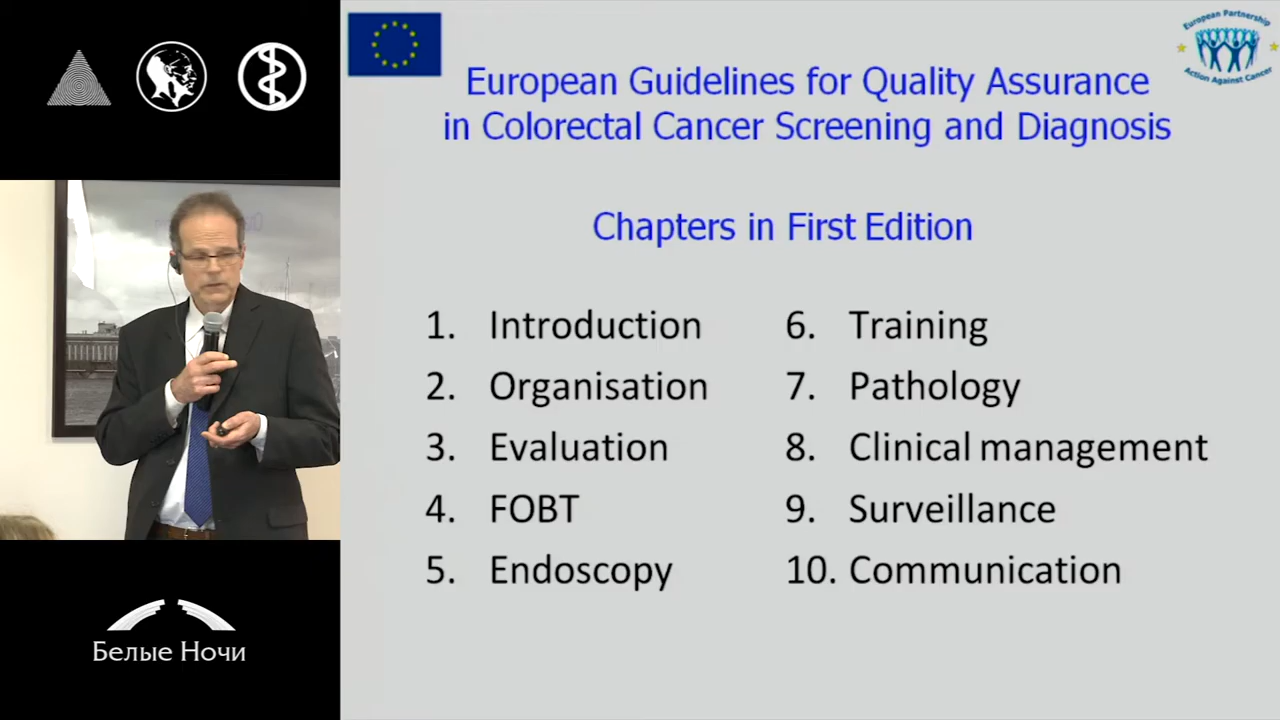 European Partnership
Action Against Cancer
European Guidelines for Quality Assurance
in Colorectal Cancer Screening and Diagnosis
Chapters in First Edition
1. Introduction
2. Organisation
3. Evaluation
4. FOBT
5. Endoscopy
6. Training
7. Pathology
8. Clinical management
9. Surveillance
10. Communication
Белые Ночи